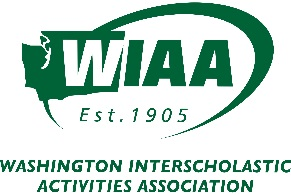 WIAA
Est. 1905
WASHINGTON INTERSCHOLASTIC
ACTIVITIES ASSOCIATION